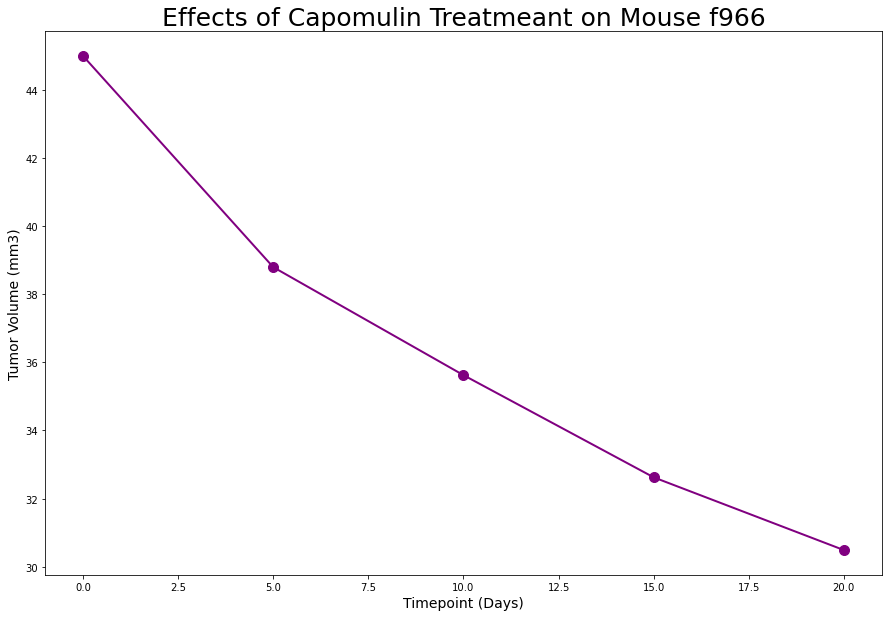 Effects of Capomulin Treatmeant on Mouse f966
44
42
40
38
36
34
32
30
Tumor Volume (mm3)
0.0 2.5 5.0 7.5 10.0 12.5 15.0 17.5 20.0
Timepoint (Days)